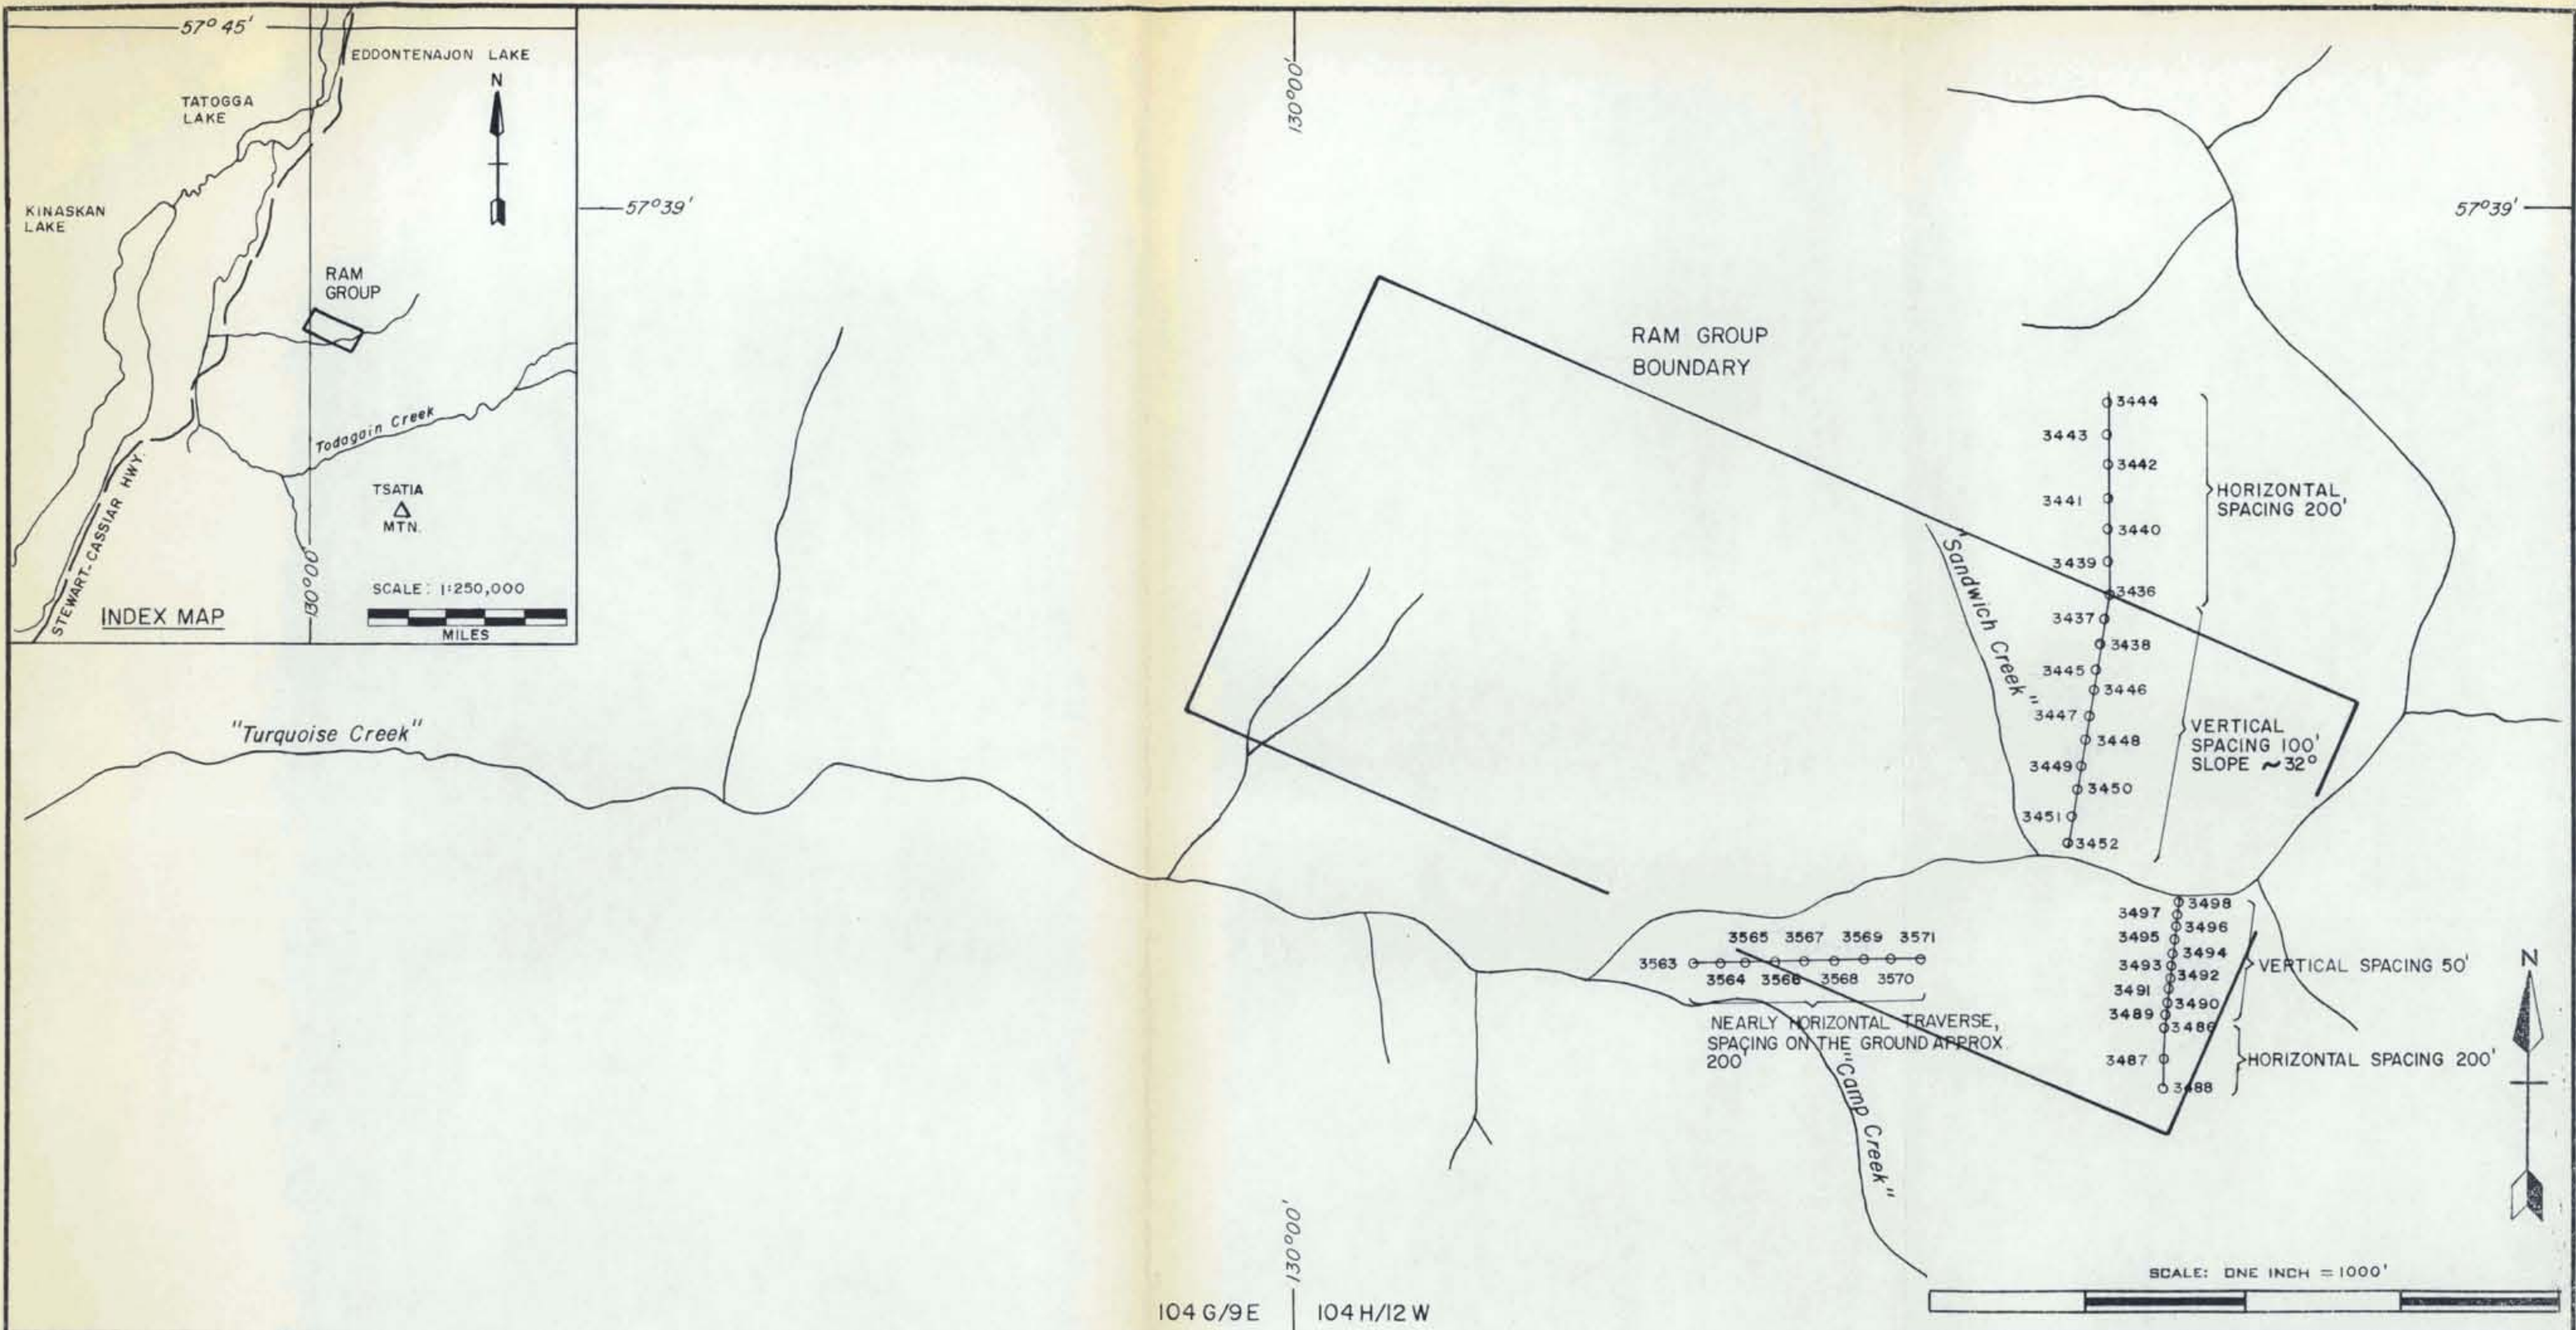 57° 45'
EDDONTENAJON LAKE
N
TATOGGA
LAKE
KINASKAN
LAKE
RAM
GROUP
Todagain Creek
TSATIA
MTN.
STEWART-CASSIAR HWY.
130°00'
SCALE: 1:250,000
MILES
INDEX MAP
130°00'
57°39'
57°39'
RAM GROUP
BOUNDARY
"Turquoise Creek"
"Sandwich Creek"
3444
3443
3442
3441
3440
3439
3436
3437
3438
3445
3446
3447
3448
3449
3450
3451
3452
HORIZONTAL
SPACING 200'
VERTICAL
SPACING 100'
SLOPE ~32°
3498
3497
3496
3495
3494
3493
3492
3491
3490
3489
3486
3487
3488
VERTICAL SPACING 50'
HORIZONTAL SPACING 200'
3565 3567 3569 3571
3563
3564 3566 3568 3570
NEARLY HORIZONTAL TRAVERSE,
SPACING ON THE GROUND APPROX.
200'
"Camp Creek"
N
130°00'
104 G/9 E
104 H/12 W
SCALE: ONE INCH = 1000'